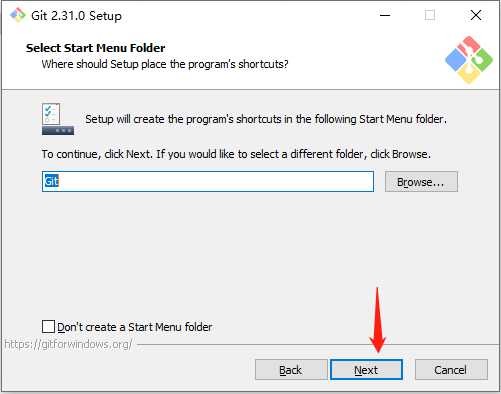 Git 2.31.0 Setup
Select Start Menu Folder
Where should Setup place the program's shortcuts?
Setup will create the program's shortcuts in the following Start Menu folder.
To continue, click Next. If you would like to select a different folder, click Browse.
Git
Browse...
Don't create a Start Menu folder
https://gitforwindows.org/
Back
Next
Cancel